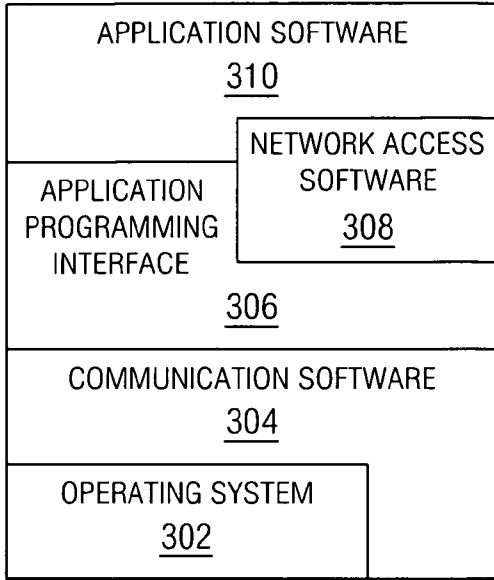 APPLICATION SOFTWARE
310
NETWORK ACCESS
SOFTWARE
308
APPLICATION
PROGRAMMING
INTERFACE
306
COMMUNICATION SOFTWARE
304
OPERATING SYSTEM
302